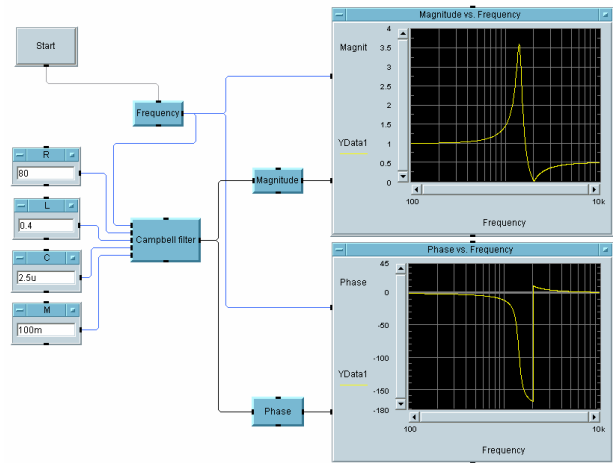 Start
Frequency
R
80
L
0.4
C
2.5u
M
100m
Campbell filter
Magnitude
Phase
Magnitude vs. Frequency
Magnit
YData1
4
3.5
3
2.5
2
1.5
1
0.5
0
100
10k
Frequency
Phase vs. Frequency
Phase
YData1
45
0
-50
-100
-150
-180
100
10k
Frequency